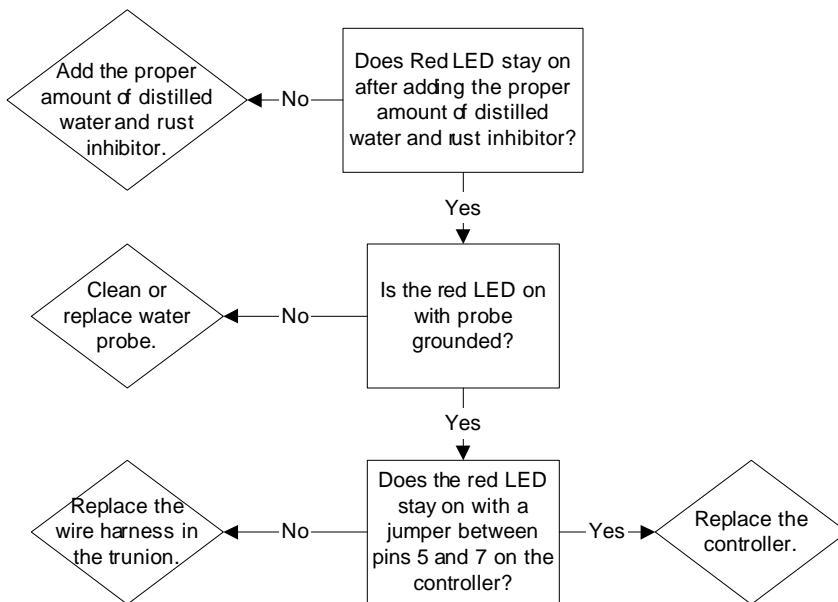 Add the proper
amount of distilled
water and rust
inhibitor.
No
Does Red LED stay on
after adding the proper
amount of distilled
water and rust inhibitor?
Yes
Clean or
replace water
probe.
No
Is the red LED on
with probe
grounded?
Yes
Replace the
wire harness in
the trunion.
No
Does the red LED
stay on with a
jumper between
pins 5 and 7 on the
controller?
Yes
Replace the
controller.